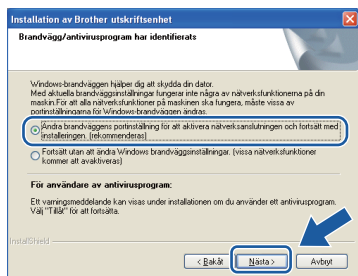 Installation av Brother utskriftsenhet
Brandvägg/antivirusprogram har identifierats
Windows-brandväggen hjälper dig att skydda din dator.
Med aktuella brandväggsinställningar fungerar inte några av nätverksfunktionerna på din
maskin.För att alla nätverksfunktioner på maskinen ska fungera, måste vissa av
portinställningarna för Windows-brandväggen ändras.
Ändra brandväggens portinställning för att aktivera nätverksanslutningen och fortsätt med
installeringen. (rekommenderas)
Fortsätt utan att ändra Windows brandväggsinställningar. (vissa nätverksfunktioner
kommer att avaktiveras)
För användare av antivirusprogram:
Ett varningsmeddelande kan visas under installationen om du använder ett antivirusprogram.
Välj "Tillåt" för att fortsätta.
InstallShield
< Bakåt Nästa > Avbryt